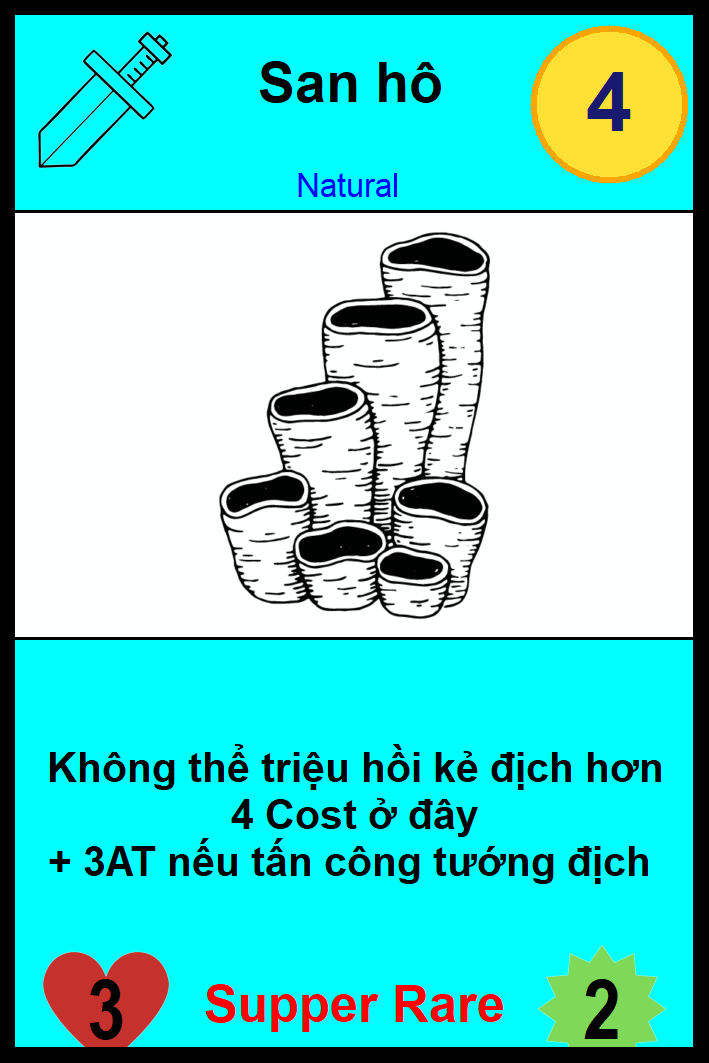 San hô
4
Natural
Không thể triệu hồi kẻ địch hơn
4 Cost ở đây
+ 3AT nếu tấn công tướng địch
3
Supper Rare
2